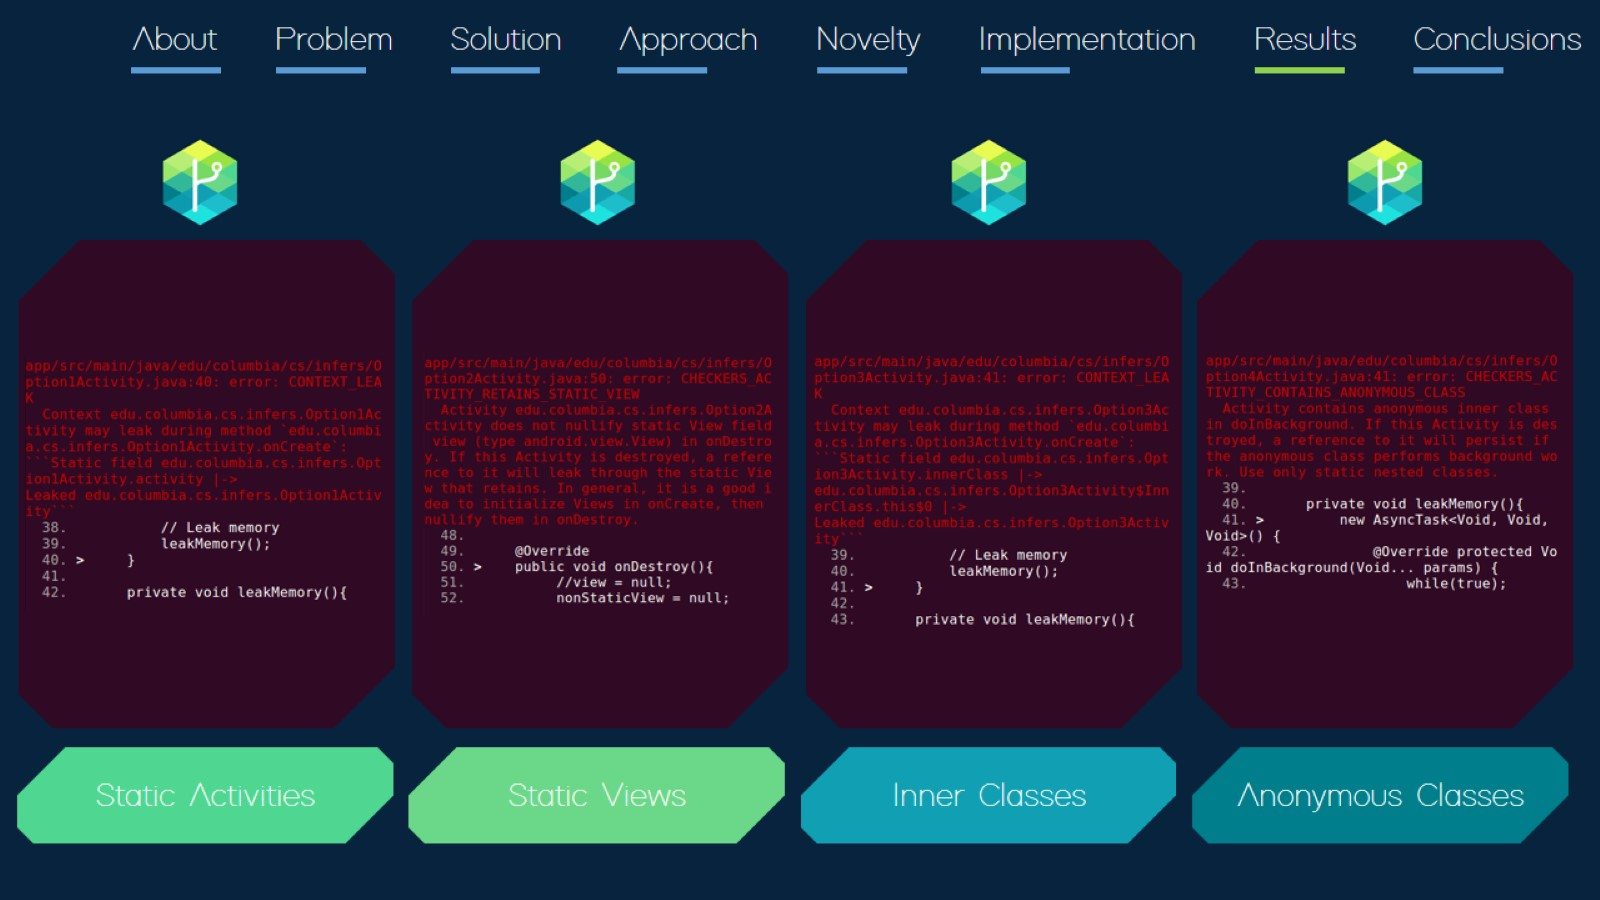 About Problem Solution Approach Novelty Implementation Results Conclusions
app/src/main/java/edu/columbia/cs/infers/O
ption1Activity.java:40: error: CONTEXT_LEA
K
Context edu.columbia.cs.infers.Option1Ac
tivity may leak during method `edu.columbi
a.cs.infers.Option1Activity.onCreate`:
```Static field edu.columbia.cs.infers.Opt
ion1Activity.activity |->
Leaked edu.columbia.cs.infers.Option1Activ
ity```
38. // Leak memory
39. leakMemory();
40. > }
41.
42. private void leakMemory(){
Static Activities
app/src/main/java/edu/columbia/cs/infers/O
ption2Activity.java:50: error: CHECKERS_AC
TIVITY_RETAINS_STATIC_VIEW
Activity edu.columbia.cs.infers.Option2A
ctivity does not nullify static View field
view (type android.view.View) in onDestro
y. If this Activity is destroyed, a refere
nce to it will leak through the static Vie
w that retains. In general, it is a good i
dea to initialize Views in onCreate, then
nullify them in onDestroy.
48.
49. @Override
50. > public void onDestroy(){
51. //view = null;
52. nonStaticView = null;
Static Views
app/src/main/java/edu/columbia/cs/infers/O
ption3Activity.java:41: error: CONTEXT_LEA
K
Context edu.columbia.cs.infers.Option3Ac
tivity may leak during method `edu.columbi
a.cs.infers.Option3Activity.onCreate`:
```Static field edu.columbia.cs.infers.Opt
ion3Activity.innerClass |->
edu.columbia.cs.infers.Option3Activity$Inn
erClass.this$0 |->
Leaked edu.columbia.cs.infers.Option3Activ
ity```
39. // Leak memory
40. leakMemory();
41. > }
42.
43. private void leakMemory(){
Inner Classes
app/src/main/java/edu/columbia/cs/infers/O
ption4Activity.java:41: error: CHECKERS_AC
TIVITY_CONTAINS_ANONYMOUS_CLASS
Activity contains anonymous inner class
in doInBackground. If this Activity is des
troyed, a reference to it will persist if
the anonymous class performs background wo
rk. Use only static nested classes.
39.
40. private void leakMemory(){
41. > new AsyncTask<Void, Void,
Void>() {
42. @Override protected Vo
id doInBackground(Void... params) {
43. while(true);
Anonymous Classes